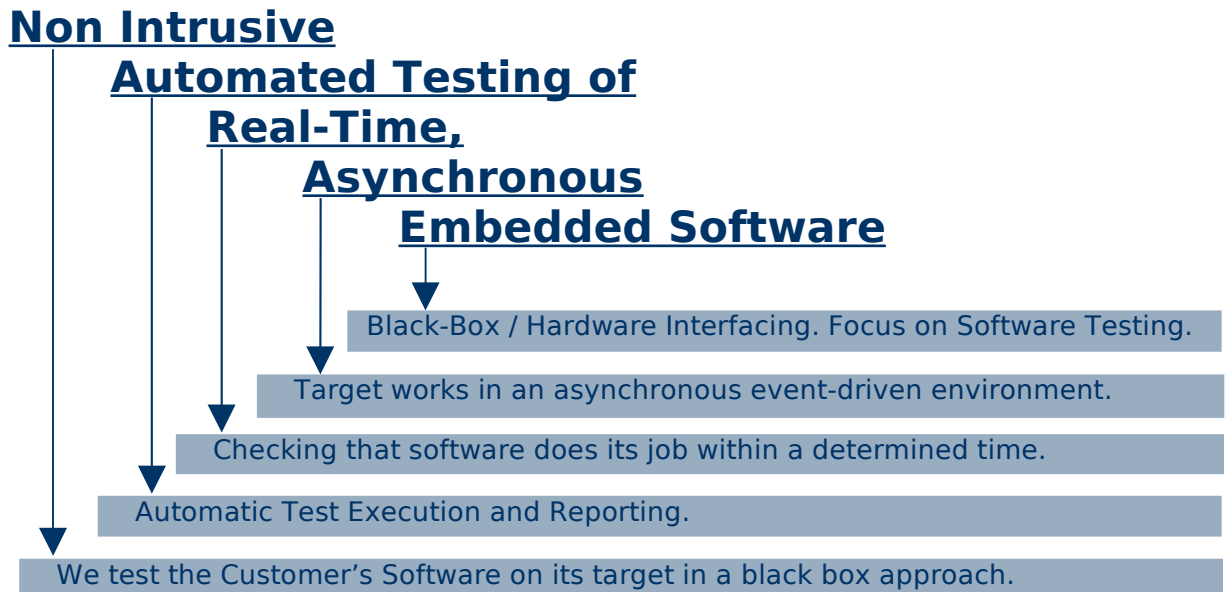 Non Intrusive
Automated Testing of
Real-Time,
Asynchronous
Embedded Software
Black-Box / Hardware Interfacing. Focus on Software Testing.
Target works in an asynchronous event-driven environment.
Checking that software does its job within a determined time.
Automatic Test Execution and Reporting.
We test the Customer’s Software on its target in a black box approach.